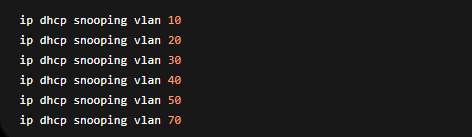 ip dhcp snooping vlan 10
ip dhcp snooping vlan 20
ip dhcp snooping vlan 30
ip dhcp snooping vlan 40
ip dhcp snooping vlan 50
ip dhcp snooping vlan 70